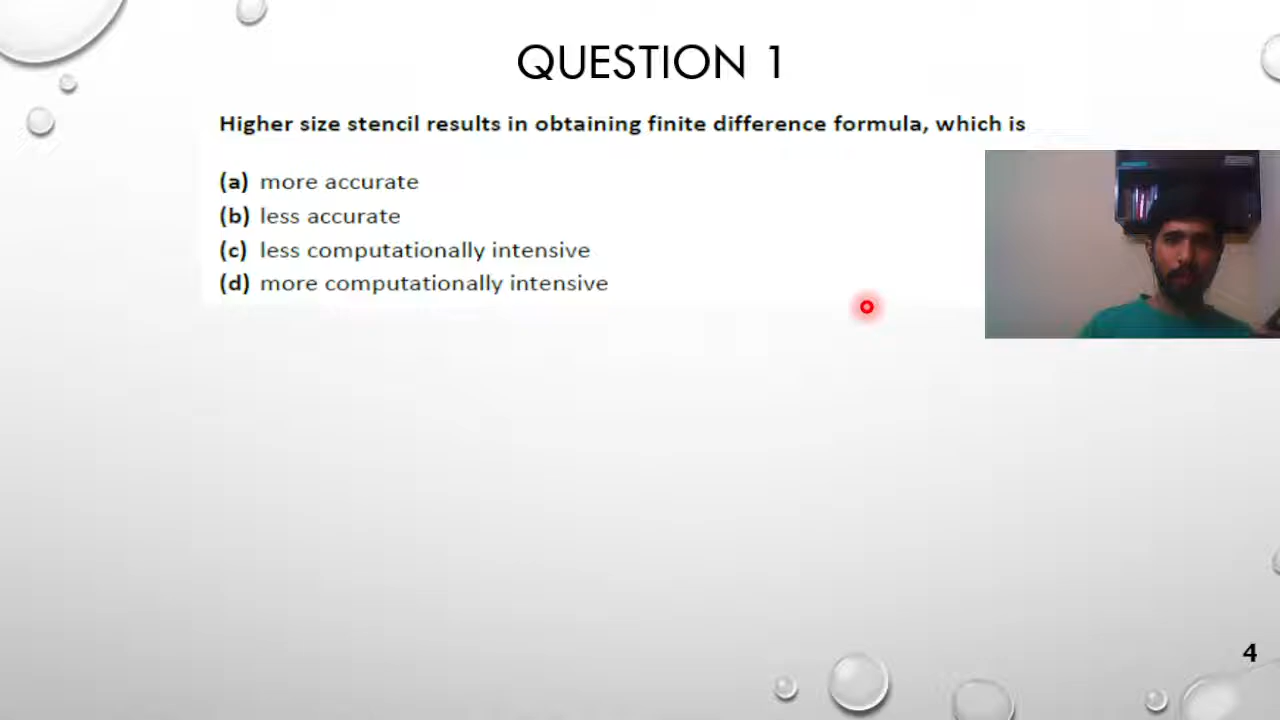 QUESTION 1
Higher size stencil results in obtaining finite difference formula, which is
(a) more accurate
(b) less accurate
(c) less computationally intensive
(d) more computationally intensive
4